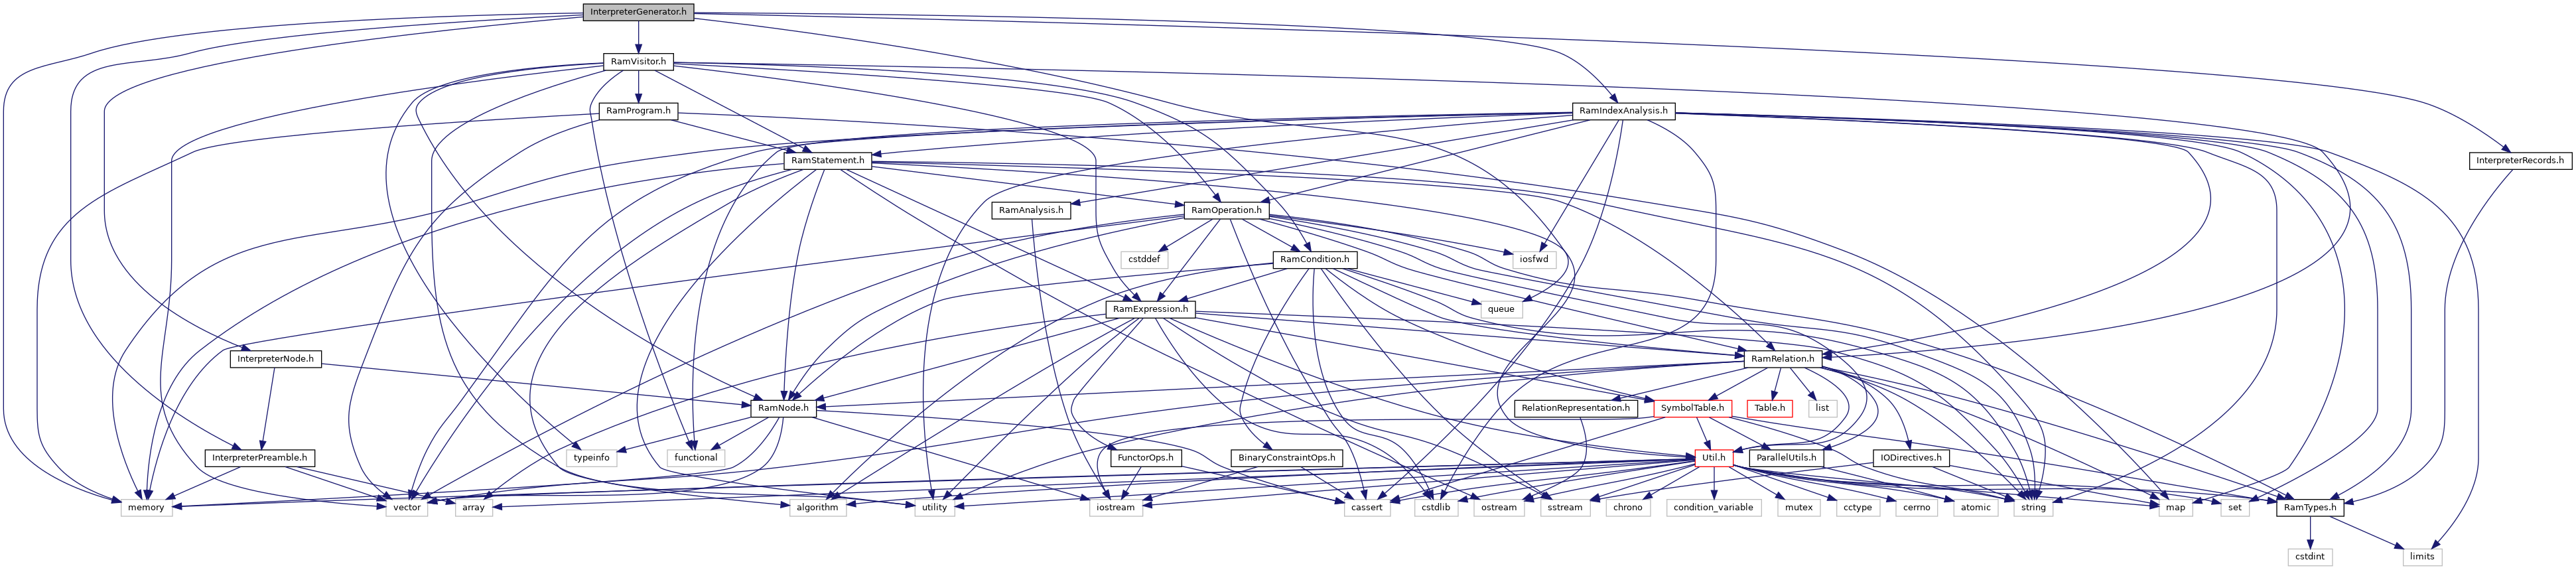 InterpreterGenerator.h
RamVisitor.h
RamProgram.h
RamIndexAnalysis.h
RamStatement.h
InterpreterRecords.h
RamAnalysis.h
RamOperation.h
cstddef
RamCondition.h
iosfwd
RamExpression.h
queue
InterpreterNode.h
RamRelation.h
RamNode.h
RelationRepresentation.h
SymbolTable.h
Table.h
list
InterpreterPreamble.h
typeinfo
functional
FunctorOps.h
BinaryConstraintOps.h
Util.h
ParallelUtils.h
IODirectives.h
memory
vector
array
algorithm
utility
iostream
cassert
cstdlib
ostream
sstream
chrono
condition_variable
mutex
cctype
cerrno
atomic
string
map
set
RamTypes.h
cstdint
limits